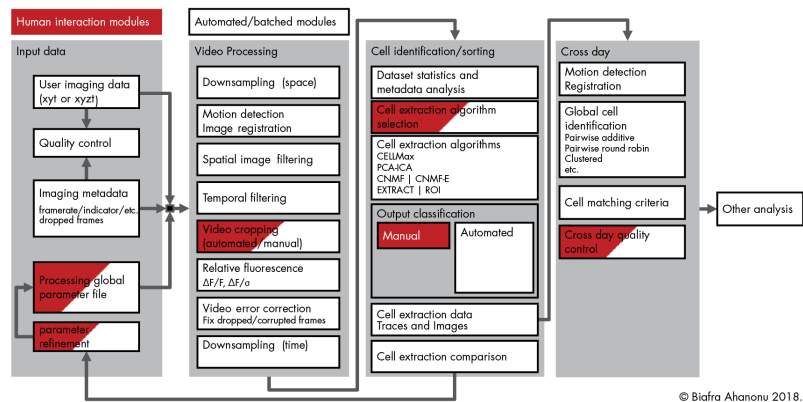 Human interaction modules
Automated/batched modules
Input data
User imaging data
(xyt or xyzt)
Quality control
Imaging metadata
framerate/indicator/etc.
dropped frames
Processing global
parameter file
parameter
refinement
Video Processing
Downsampling (space)
Motion detection
Image registration
Spatial image filtering
Temporal filtering
Video cropping
(automated/manual)
Relative fluorescence
ΔF/F, ΔF/σ
Video error correction
Fix dropped/corrupted frames
Downsampling (time)
Cell identification/sorting
Dataset statistics and
metadata analysis
Cell extraction algorithm
selection
Cell extraction algorithms
CELLMax
PCA-ICA
CNMF | CNMF-E
EXTRACT | ROI
Output classification
Manual
Automated
Cell extraction data
Traces and Images
Cell extraction comparison
Cross day
Motion detection
Registration
Global cell
identification
Pairwise additive
Pairwise round robin
Clustered
etc.
Cell matching criteria
Cross day quality
control
Other analysis
© Biafra Ahanonu 2018.